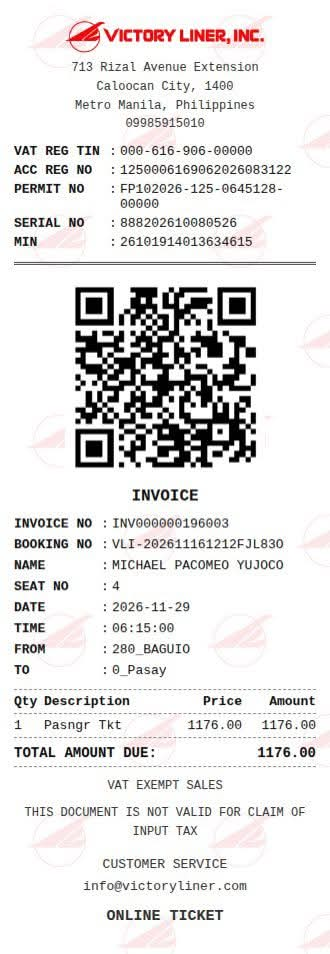 VICTORY LINER, INC.
713 Rizal Avenue Extension
Caloocan City, 1400
Metro Manila, Philippines
09985915010
VAT REG TIN : 000-616-906-00000
ACC REG NO : 1250006169062026083122
PERMIT NO : FP102026-125-0645128-
00000
SERIAL NO : 888202610080526
MIN : 26101914013634615
INVOICE
INVOICE NO : INV000000196003
BOOKING NO : VLI-202611161212FJL83O
NAME : MICHAEL PACOMEO YUJOCO
SEAT NO : 4
DATE : 2026-11-29
TIME : 06:15:00
FROM : 280_BAGUIO
TO : 0_Pasay
Qty Description Price Amount
1 Pasngr Tkt 1176.00 1176.00
TOTAL AMOUNT DUE: 1176.00
VAT EXEMPT SALES
THIS DOCUMENT IS NOT VALID FOR CLAIM OF
INPUT TAX
CUSTOMER SERVICE
info@victoryliner.com
ONLINE TICKET